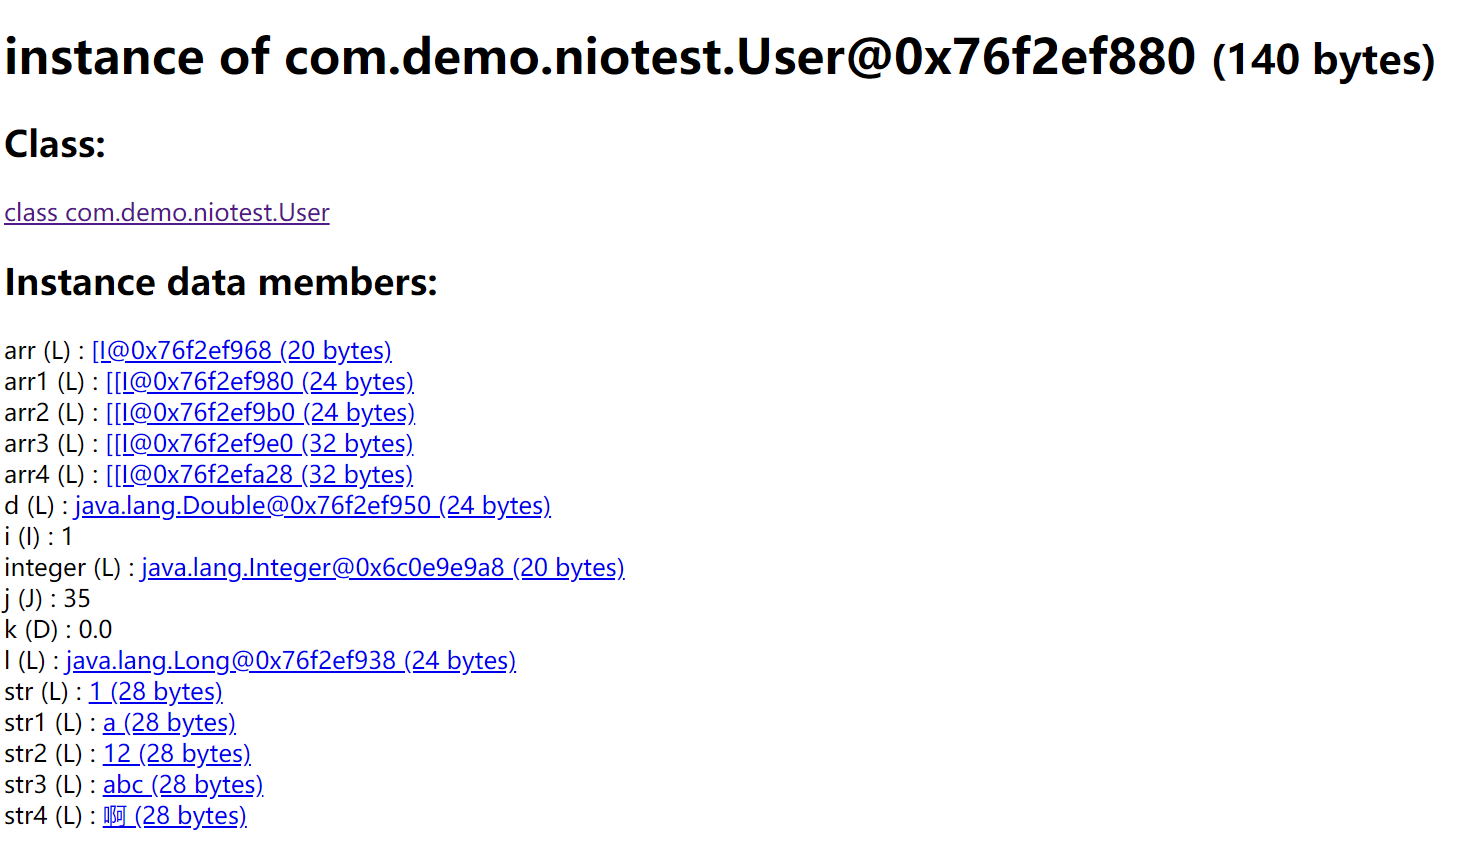 instance of com.demo.niotest.User@0x76f2ef880 (140 bytes)
Class:
class com.demo.niotest.User
Instance data members:
arr (L) : [I@0x76f2ef968 (20 bytes)
arr1 (L) : [[I@0x76f2ef980 (24 bytes)
arr2 (L) : [[I@0x76f2ef9b0 (24 bytes)
arr3 (L) : [[I@0x76f2ef9e0 (32 bytes)
arr4 (L) : [[I@0x76f2efa28 (32 bytes)
d (L) : java.lang.Double@0x76f2ef950 (24 bytes)
i (I) : 1
integer (L) : java.lang.Integer@0x6c0e9e9a8 (20 bytes)
j (J) : 35
k (D) : 0.0
l (L) : java.lang.Long@0x76f2ef938 (24 bytes)
str (L) : 1 (28 bytes)
str1 (L) : a (28 bytes)
str2 (L) : 12 (28 bytes)
str3 (L) : abc (28 bytes)
str4 (L) : 啊 (28 bytes)